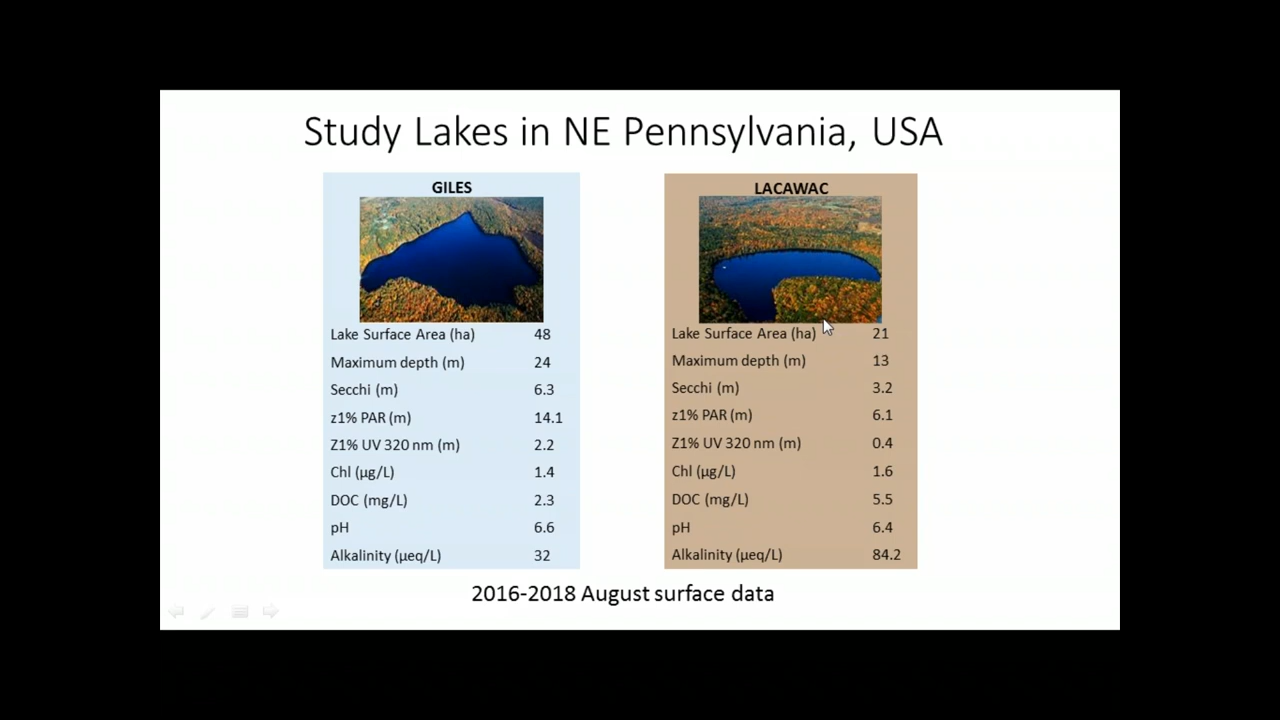 Study Lakes in NE Pennsylvania, USA
GILES
Lake Surface Area (ha) 48
Maximum depth (m) 24
Secchi (m) 6.3
z1% PAR (m) 14.1
Z1% UV 320 nm (m) 2.2
Chl (µg/L) 1.4
DOC (mg/L) 2.3
pH 6.6
Alkalinity (µeq/L) 32
LACAWAC
Lake Surface Area (ha) 21
Maximum depth (m) 13
Secchi (m) 3.2
z1% PAR (m) 6.1
Z1% UV 320 nm (m) 0.4
Chl (µg/L) 1.6
DOC (mg/L) 5.5
pH 6.4
Alkalinity (µeq/L) 84.2
2016-2018 August surface data